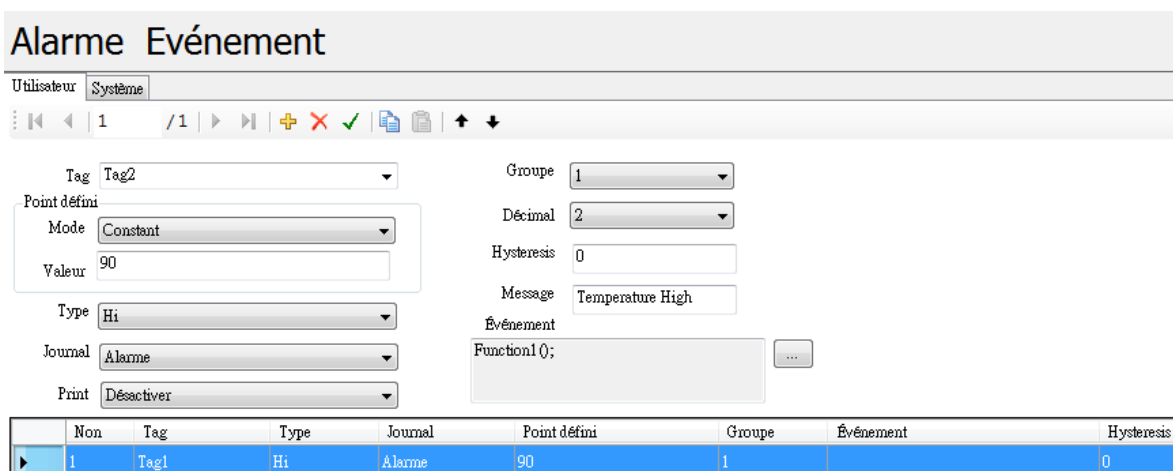 Alarme Evénement
Utilisateur Système
1 /1
Tag Tag2
Point défini
Mode Constant
Valeur 90
Type Hi
Journal Alarme
Print Désactiver
Groupe 1
Décimal 2
Hysteresis 0
Message Temperature High
Événement
Function1();
...
Non Tag Type Journal Point défini Groupe Événement Hysteresis
1 Tag1 Hi Alarme 90 1 0